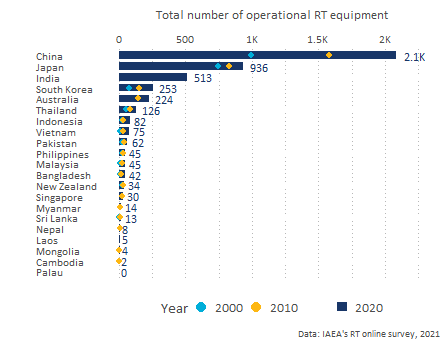 Total number of operational RT equipment
0 500 1K 1.5K 2K
China 2.1K
Japan 936
India 513
South Korea 253
Australia 224
Thailand 126
Indonesia 82
Vietnam 75
Pakistan 62
Philippines 45
Malaysia 45
Bangladesh 42
New Zealand 34
Singapore 30
Myanmar 14
Sri Lanka 13
Nepal 8
Laos 5
Mongolia 4
Cambodia 2
Palau 0
Year 2000 2010 2020
Data: IAEA's RT online survey, 2021